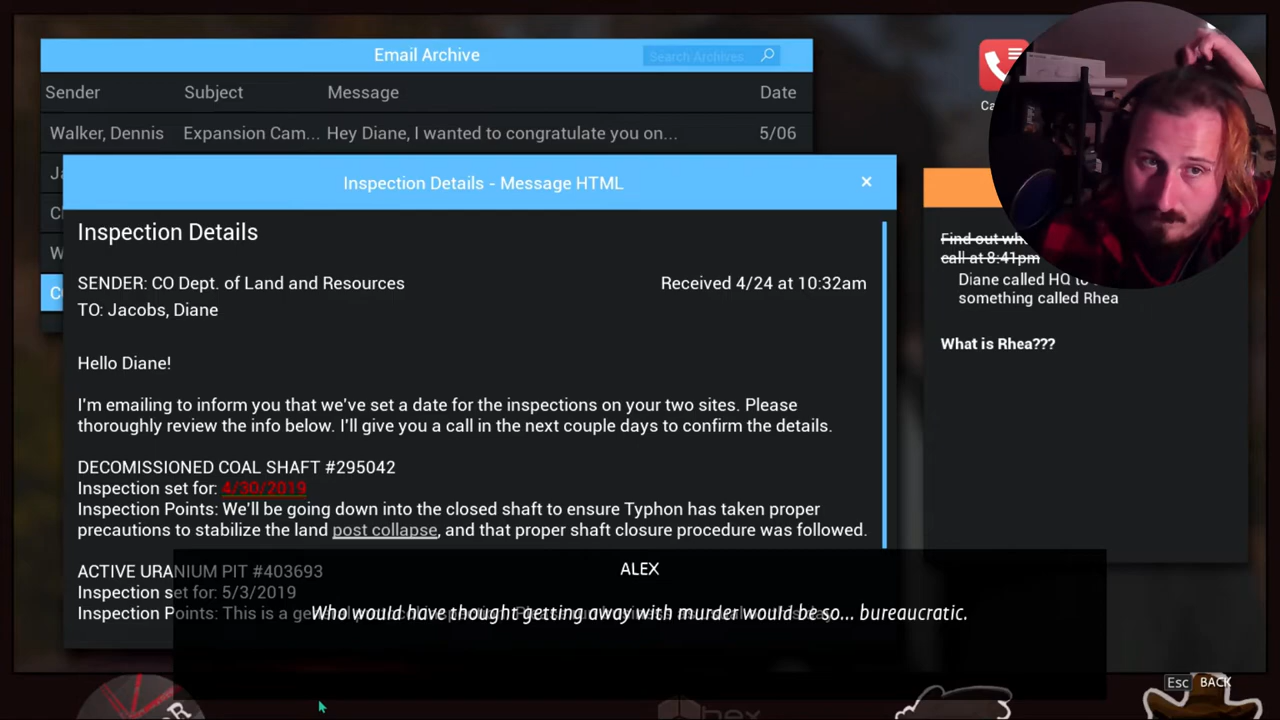 Email Archive
Search Archives
Sender Subject Message Date
Walker, Dennis Expansion Cam... Hey Diane, I wanted to congratulate you on... 5/06
Inspection Details - Message HTML ×
Inspection Details
SENDER: CO Dept. of Land and Resources Received 4/24 at 10:32am
TO: Jacobs, Diane
Hello Diane!
I'm emailing to inform you that we've set a date for the inspections on your two sites. Please
thoroughly review the info below. I'll give you a call in the next couple days to confirm the details.
DECOMISSIONED COAL SHAFT #295042
Inspection set for: 4/30/2019
Inspection Points: We'll be going down into the closed shaft to ensure Typhon has taken proper
precautions to stabilize the land post collapse, and that proper shaft closure procedure was followed.
ACTIVE URANIUM PIT #403693
Inspection set for: 5/3/2019
Inspection Points: This is a
ALEX
Who would have thought getting away with murder would be so... bureaucratic.
Find out
call at 8:41pm
Diane called HQ to
something called Rhea
What is Rhea???
Esc BACK